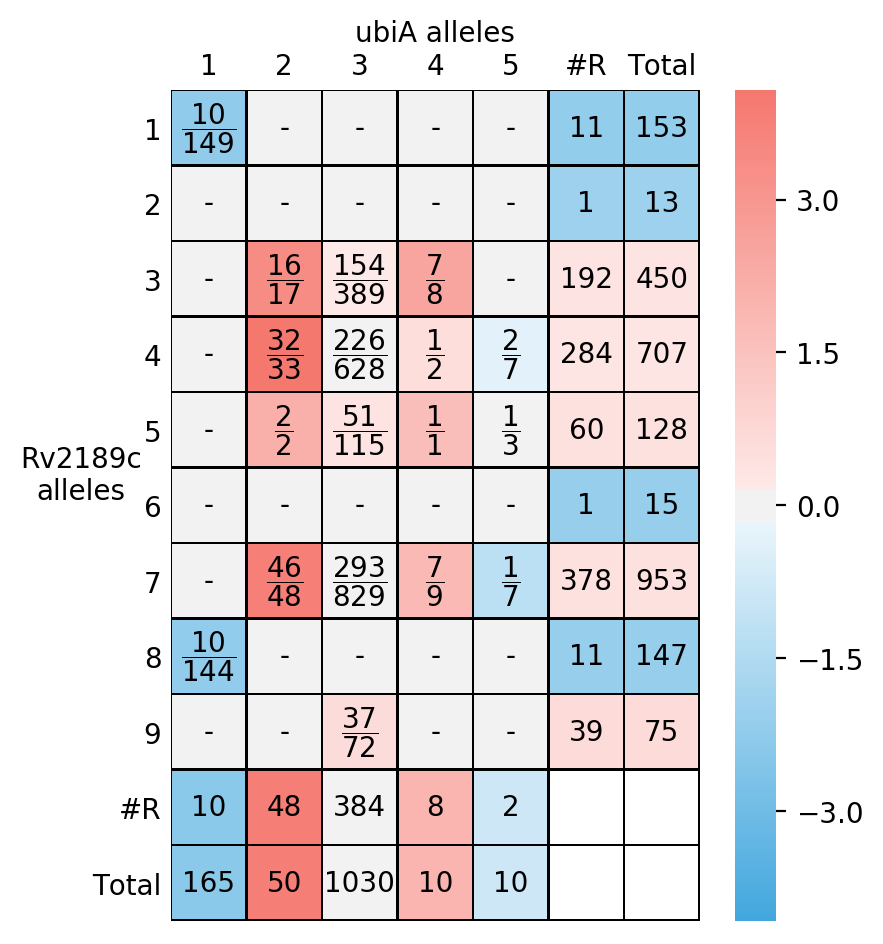 ubiA alleles
1 2 3 4 5 #R Total
1 10/149 - - - - 11 153
2 - - - - - 1 13
3 - 16/17 154/389 7/8 - 192 450
4 - 32/33 226/628 1/2 2/7 284 707
5 - 2/2 51/115 1/1 1/3 60 128
Rv2189c
alleles
6 - - - - - 1 15
7 - 46/48 293/829 7/9 1/7 378 953
8 10/144 - - - - 11 147
9 - - 37/72 - - 39 75
#R 10 48 384 8 2
Total 165 50 1030 10 10
3.0
1.5
0.0
−1.5
−3.0